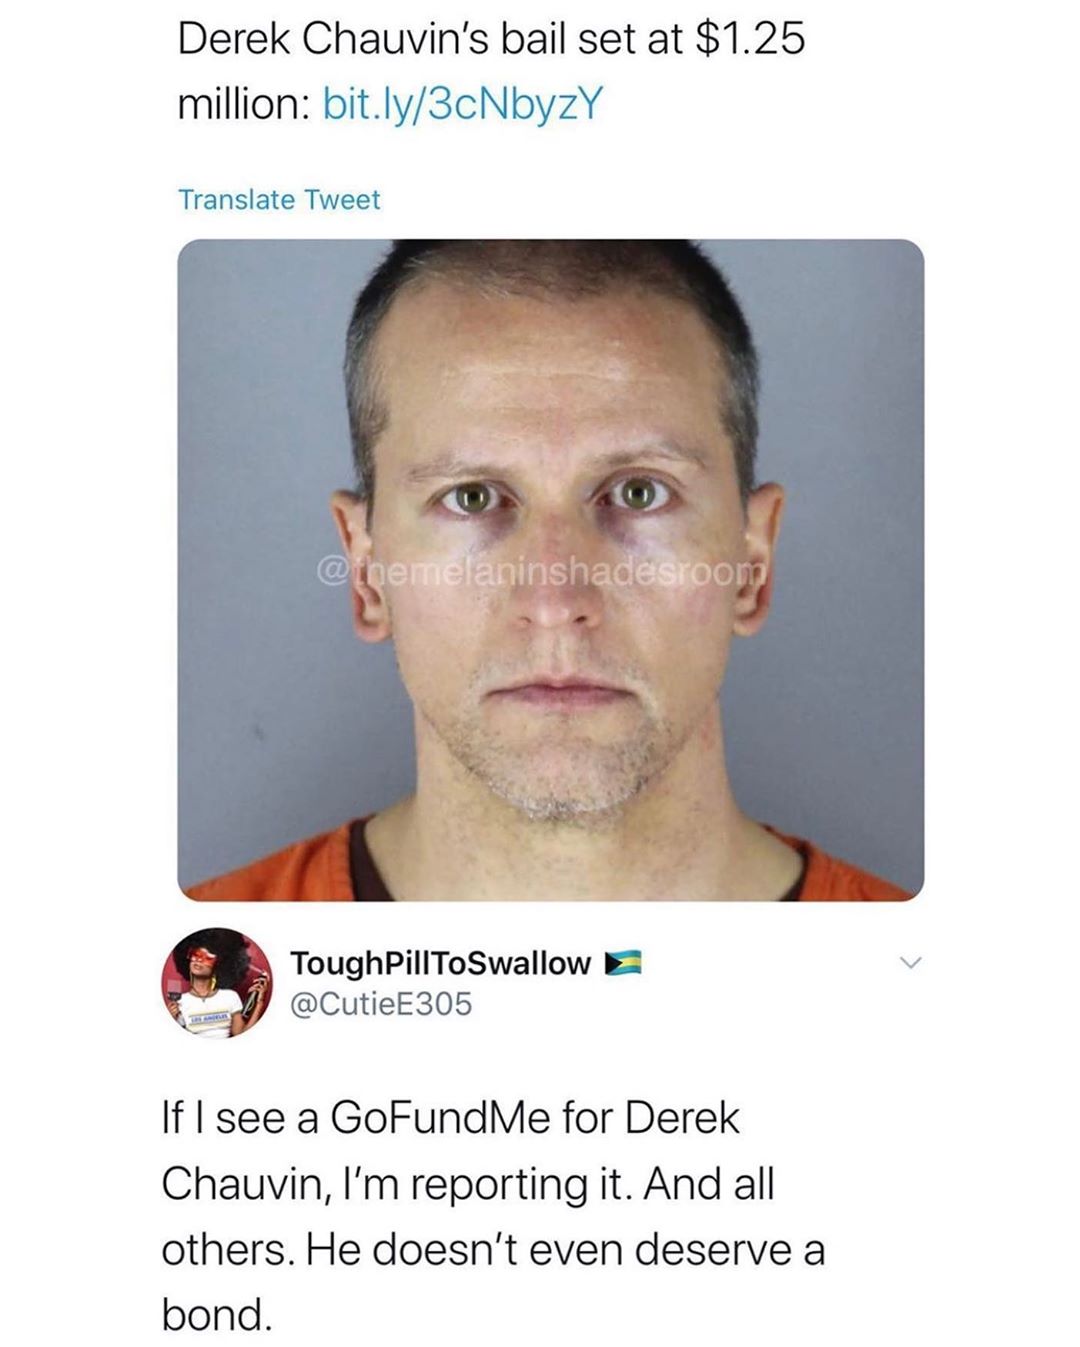 Derek Chauvin's bail set at $1.25
million: bit.ly/3cNbyzY
Translate Tweet
@themelaninshadesroom
ToughPillToSwallow 🇧🇸
@CutieE305
If I see a GoFundMe for Derek
Chauvin, I'm reporting it. And all
others. He doesn't even deserve a
bond.